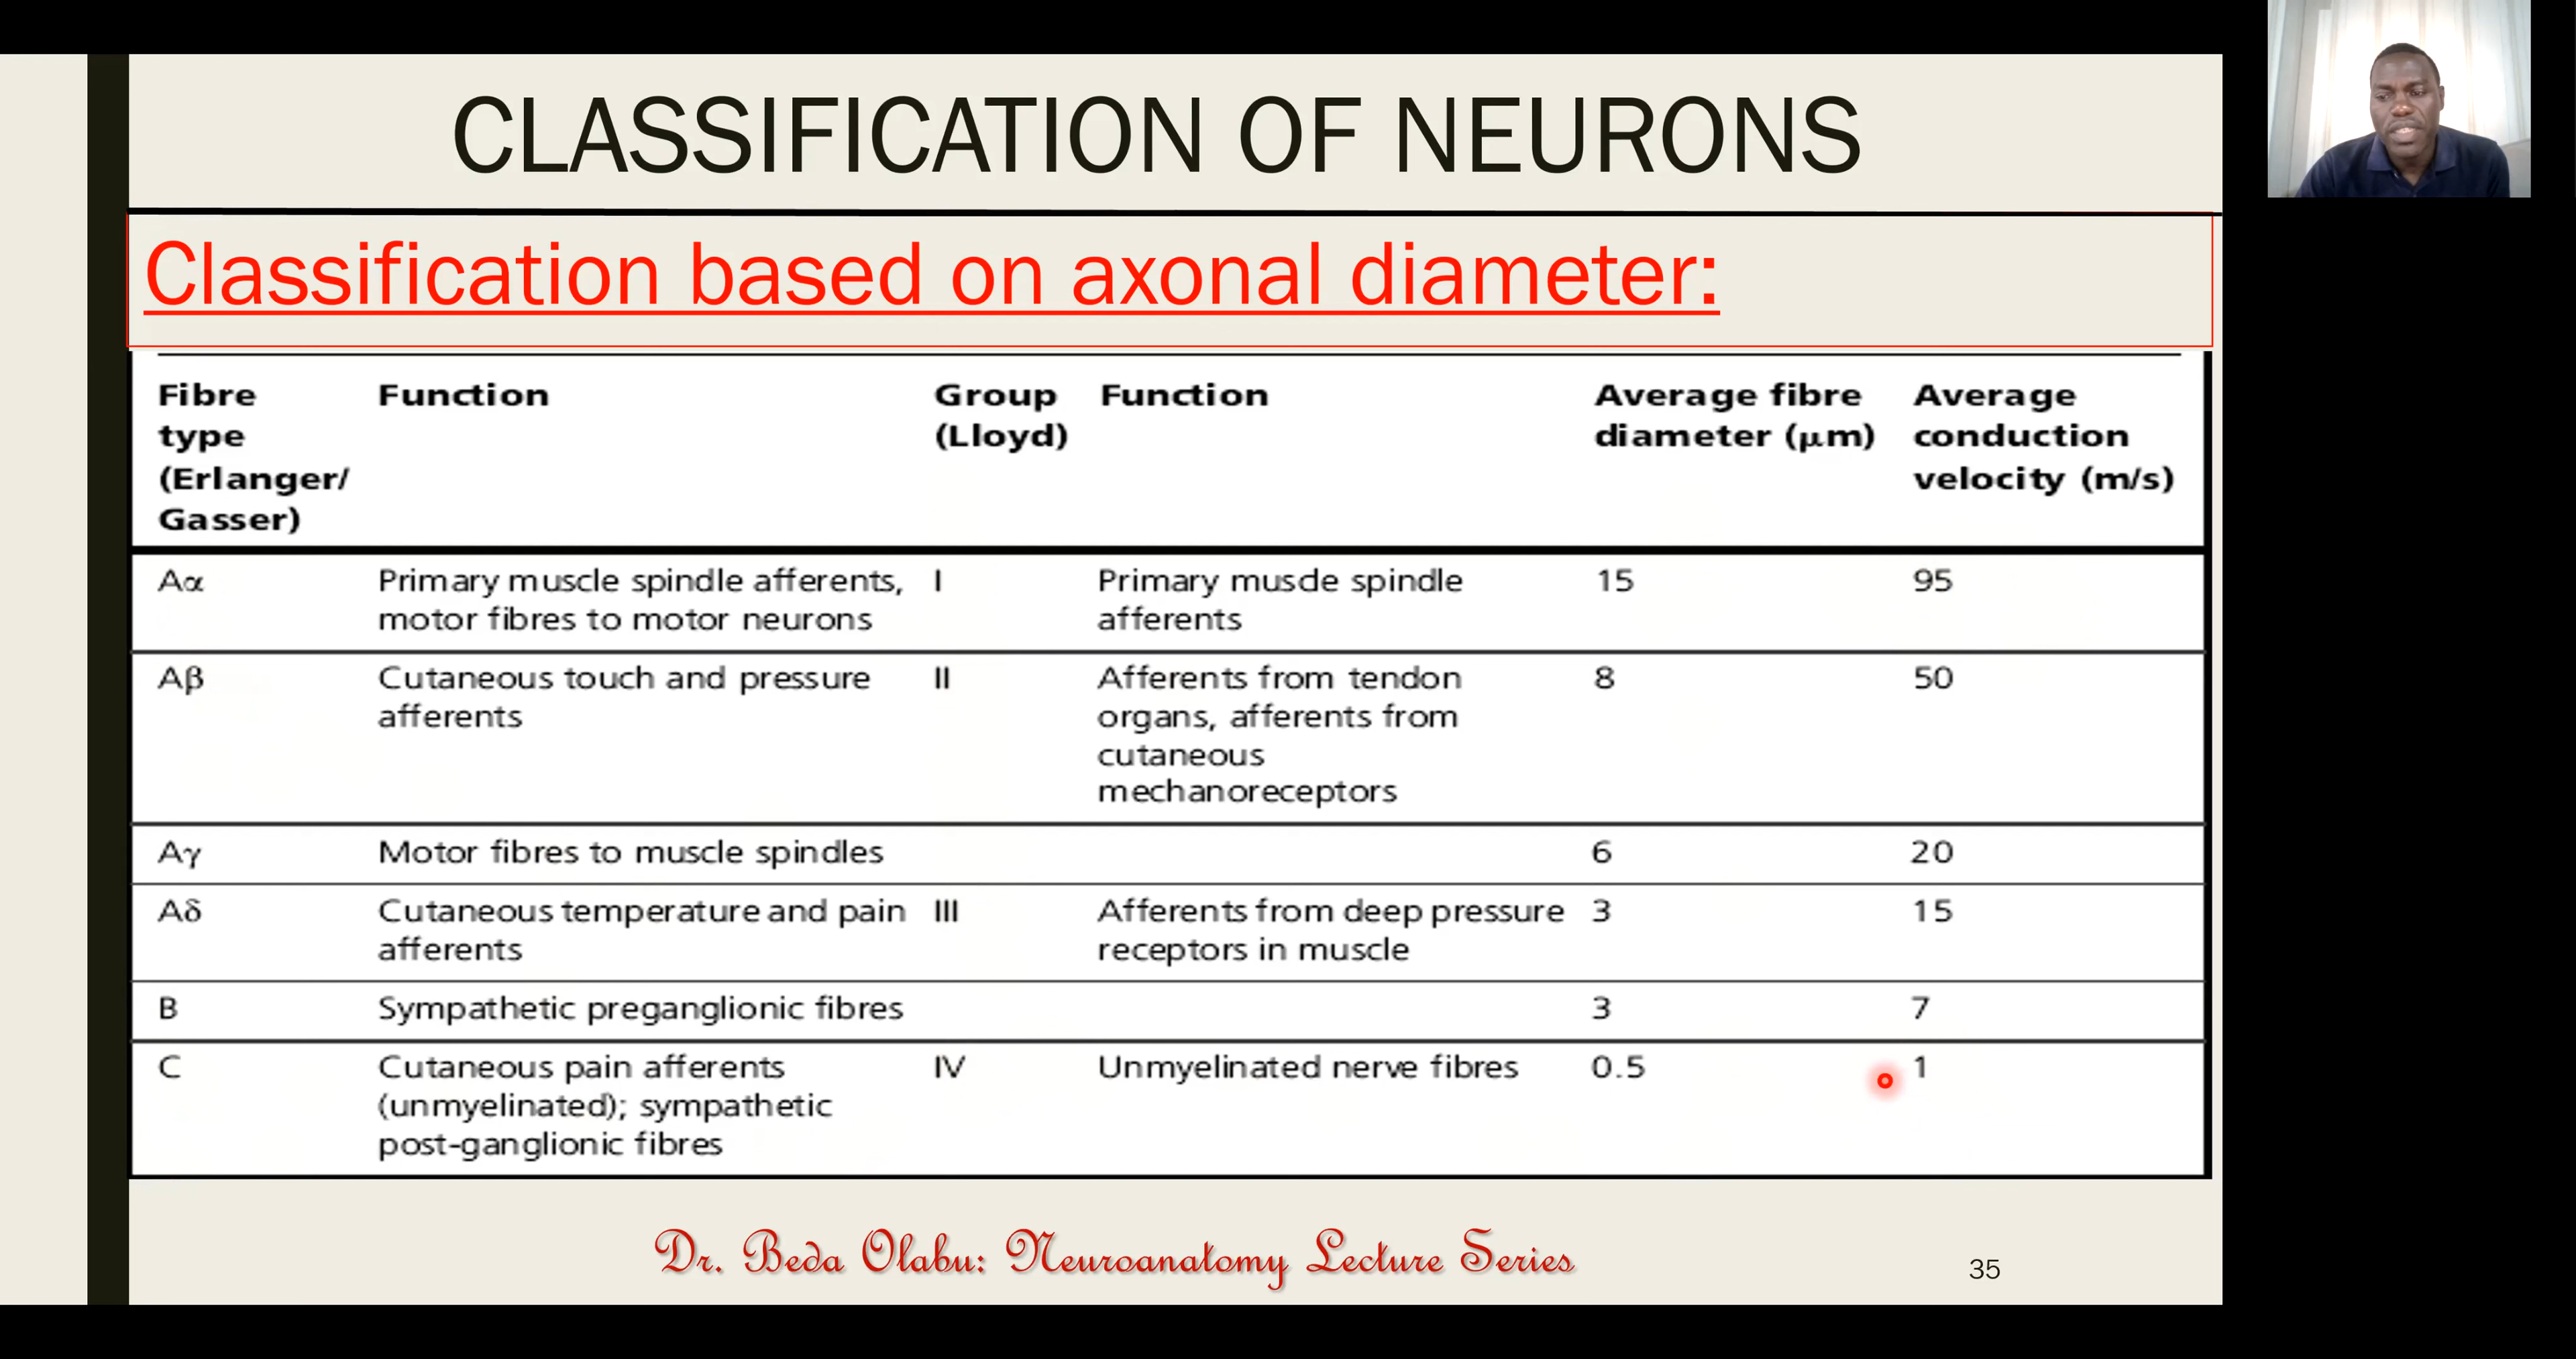 CLASSIFICATION OF NEURONS
Classification based on axonal diameter:
Fibre type (Erlanger/ Gasser) Function Group (Lloyd) Function Average fibre diameter (μm) Average conduction velocity (m/s)
Aα Primary muscle spindle afferents, motor fibres to motor neurons I Primary muscle spindle afferents 15 95
Aβ Cutaneous touch and pressure afferents II Afferents from tendon organs, afferents from cutaneous mechanoreceptors 8 50
Aγ Motor fibres to muscle spindles 6 20
Aδ Cutaneous temperature and pain afferents III Afferents from deep pressure receptors in muscle 3 15
B Sympathetic preganglionic fibres 3 7
C Cutaneous pain afferents (unmyelinated); sympathetic post-ganglionic fibres IV Unmyelinated nerve fibres 0.5 1
Dr. Beda Olabu: Neuroanatomy Lecture Series
35